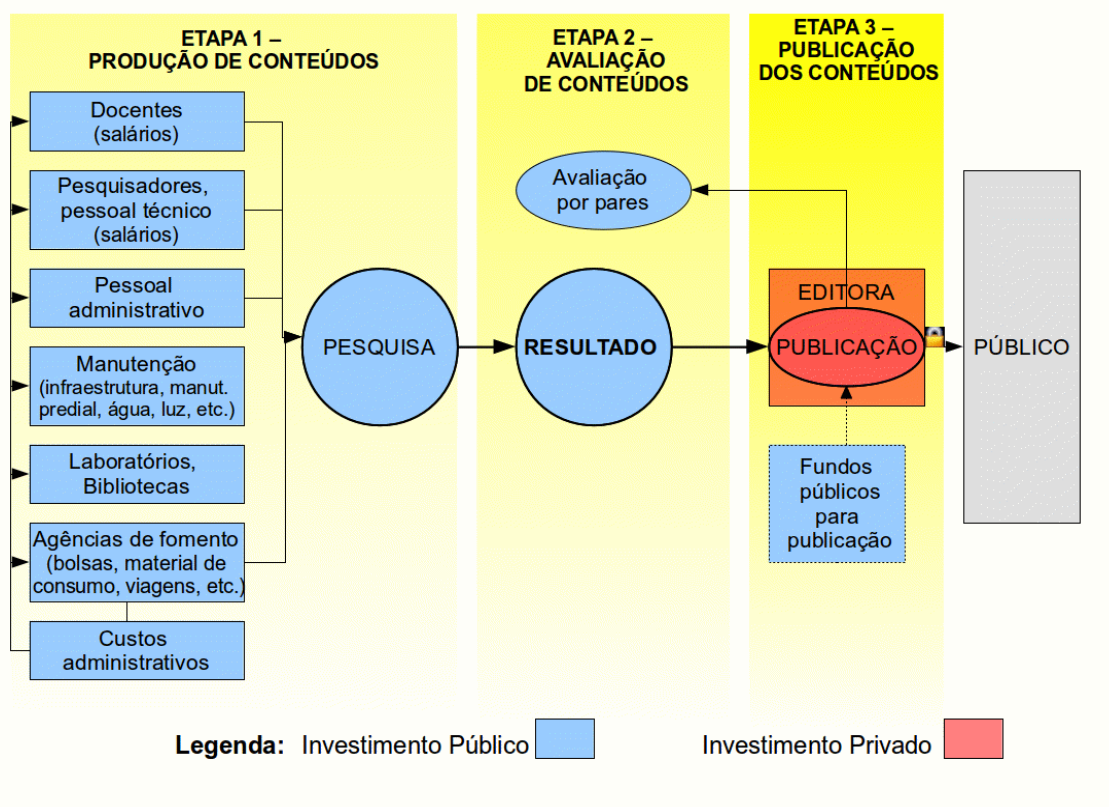 ETAPA 1 –
PRODUÇÃO DE CONTEÚDOS
Docentes
(salários)
Pesquisadores,
pessoal técnico
(salários)
Pessoal
administrativo
Manutenção
(infraestrutura, manut.
predial, água, luz, etc.)
Laboratórios,
Bibliotecas
Agências de fomento
(bolsas, material de
consumo, viagens, etc.)
Custos
administrativos
PESQUISA
ETAPA 2 –
AVALIAÇÃO
DE CONTEÚDOS
Avaliação
por pares
RESULTADO
ETAPA 3 –
PUBLICAÇÃO
DOS CONTEÚDOS
EDITORA
PUBLICAÇÃO
Fundos
públicos
para
publicação
PÚBLICO
Legenda: Investimento Público
Investimento Privado